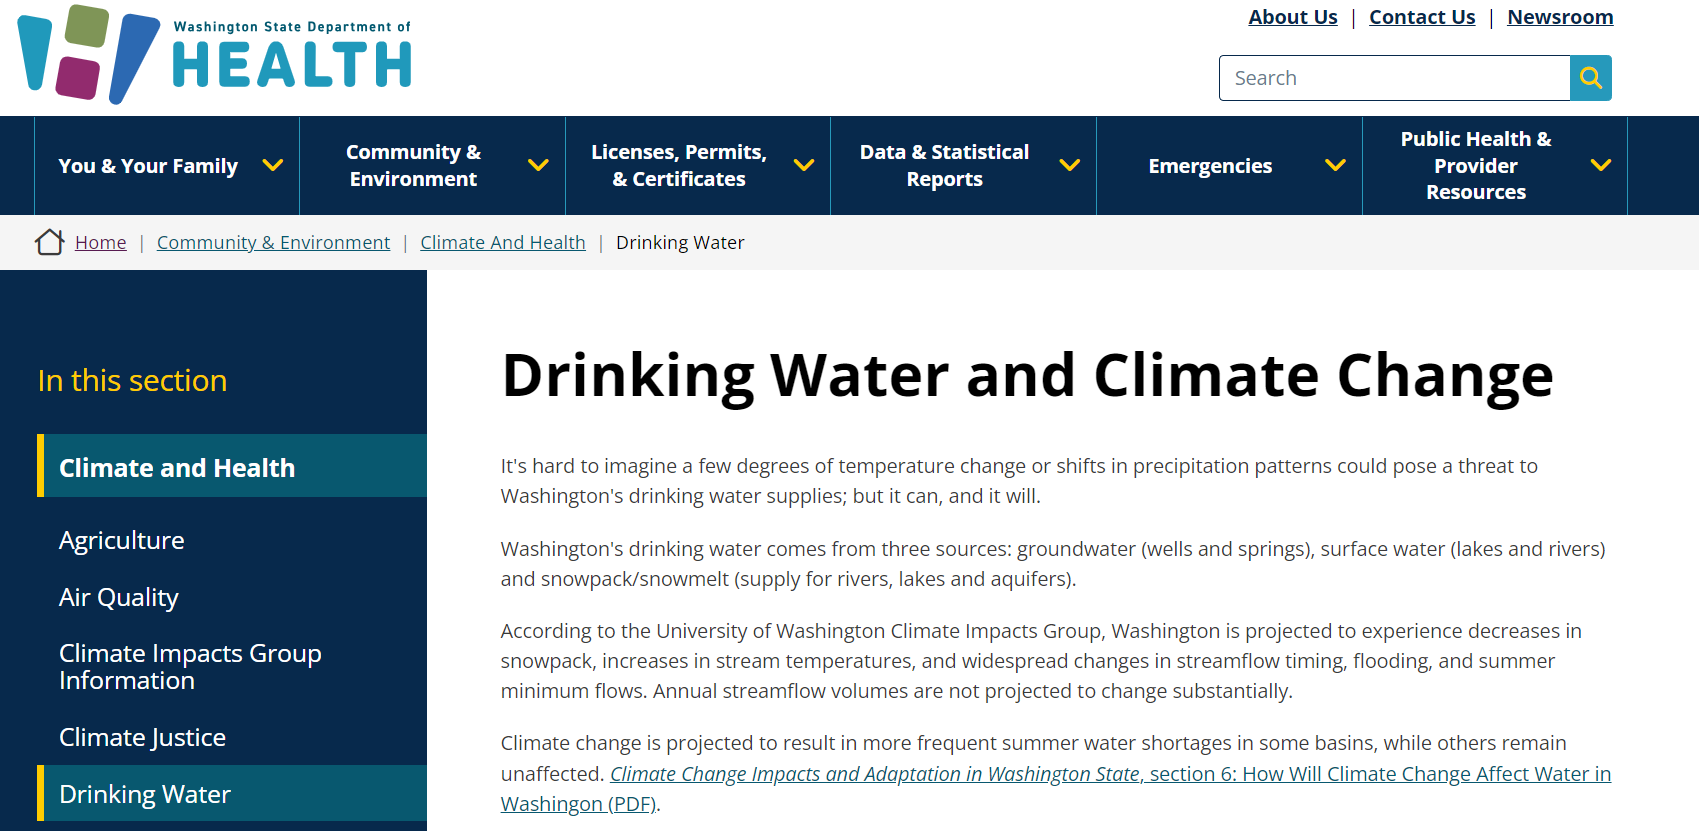 Washington State Department of
HEALTH
About Us | Contact Us | Newsroom
Search
You & Your Family
Community &
Environment
Licenses, Permits,
& Certificates
Data & Statistical
Reports
Emergencies
Public Health &
Provider
Resources
Home | Community & Environment | Climate And Health | Drinking Water
In this section
Climate and Health
Agriculture
Air Quality
Climate Impacts Group
Information
Climate Justice
Drinking Water
Drinking Water and Climate Change
It's hard to imagine a few degrees of temperature change or shifts in precipitation patterns could pose a threat to
Washington's drinking water supplies; but it can, and it will.
Washington's drinking water comes from three sources: groundwater (wells and springs), surface water (lakes and rivers)
and snowpack/snowmelt (supply for rivers, lakes and aquifers).
According to the University of Washington Climate Impacts Group, Washington is projected to experience decreases in
snowpack, increases in stream temperatures, and widespread changes in streamflow timing, flooding, and summer
minimum flows. Annual streamflow volumes are not projected to change substantially.
Climate change is projected to result in more frequent summer water shortages in some basins, while others remain
unaffected. Climate Change Impacts and Adaptation in Washington State, section 6: How Will Climate Change Affect Water in
Washingon (PDF).